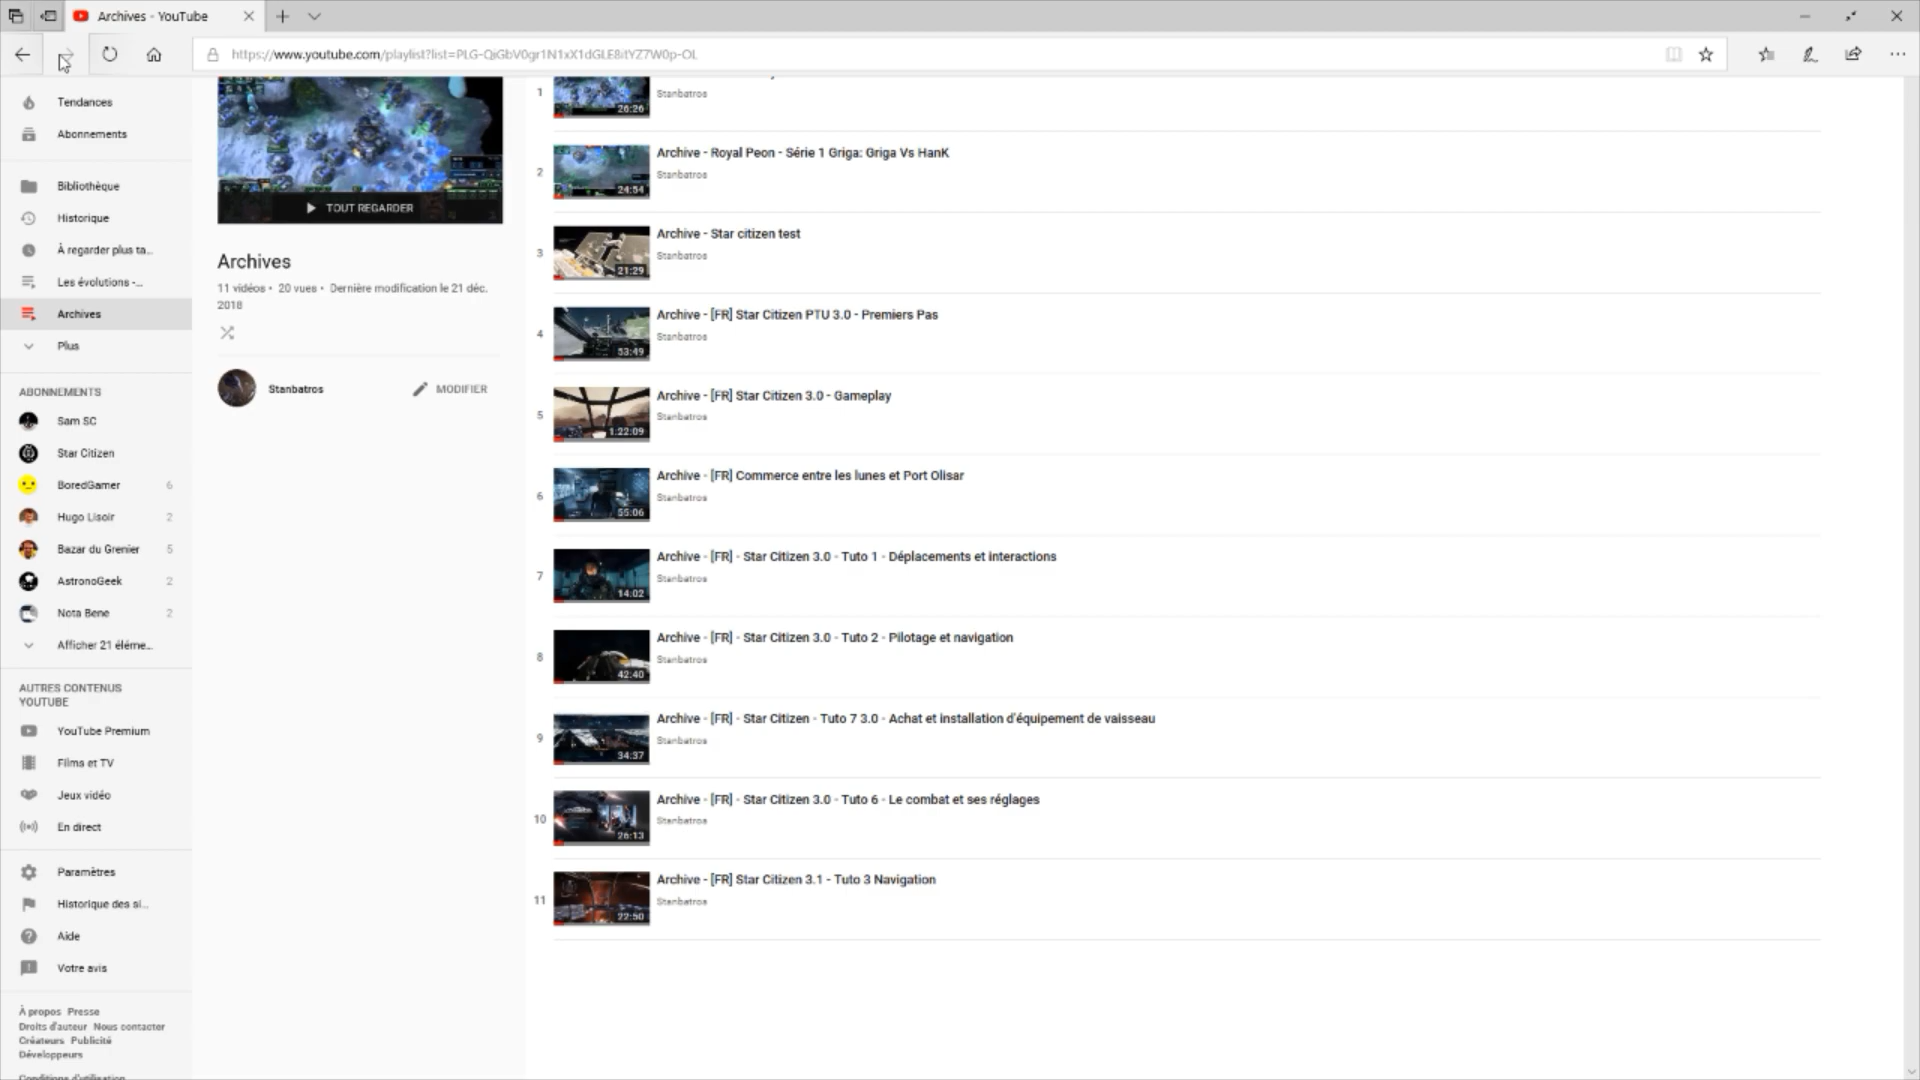 Archives - YouTube
https://www.youtube.com/playlist?list=PLG-QiGbV0gr1N1xX1dGLE8itYZ7W0p-OL
Tendances
Abonnements
Bibliothèque
Historique
À regarder plus ta...
Les évolutions -...
Archives
Plus
ABONNEMENTS
Sam SC
Star Citizen
BoredGamer 6
Hugo Lisoir 2
Bazar du Grenier 5
AstronoGeek 2
Nota Bene 2
Afficher 21 éléme...
AUTRES CONTENUS
YOUTUBE
YouTube Premium
Films et TV
Jeux vidéo
En direct
Paramètres
Historique des si...
Aide
Votre avis
À propos Presse
Droits d'auteur Nous contacter
Créateurs Publicité
Développeurs
Conditions d'utilisation
TOUT REGARDER
Archives
11 vidéos • 20 vues • Dernière modification le 21 déc.
2018
Stanbatros
MODIFIER
1
26:26
Stanbatros
2
24:54
Archive - Royal Peon - Série 1 Griga: Griga Vs HanK
Stanbatros
3
21:29
Archive - Star citizen test
Stanbatros
4
53:49
Archive - [FR] Star Citizen PTU 3.0 - Premiers Pas
Stanbatros
5
1:22:09
Archive - [FR] Star Citizen 3.0 - Gameplay
Stanbatros
6
55:06
Archive - [FR] Commerce entre les lunes et Port Olisar
Stanbatros
7
14:02
Archive - [FR] - Star Citizen 3.0 - Tuto 1 - Déplacements et interactions
Stanbatros
8
42:40
Archive - [FR] - Star Citizen 3.0 - Tuto 2 - Pilotage et navigation
Stanbatros
9
34:37
Archive - [FR] - Star Citizen - Tuto 7 3.0 - Achat et installation d'équipement de vaisseau
Stanbatros
10
26:13
Archive - [FR] - Star Citizen 3.0 - Tuto 6 - Le combat et ses réglages
Stanbatros
11
22:50
Archive - [FR] Star Citizen 3.1 - Tuto 3 Navigation
Stanbatros